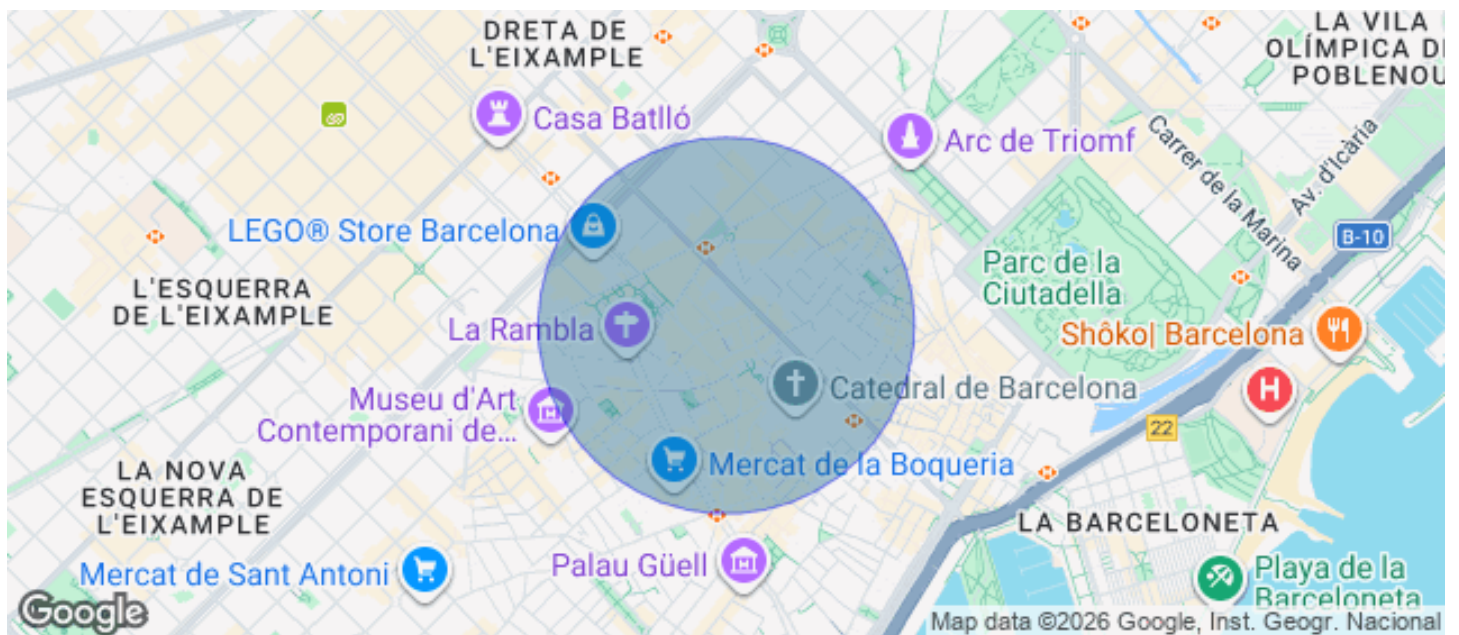 DRETA DE
L'EIXAMPLE
LA VILA
OLÍMPICA DE
POBLENOU
Casa Batlló
Arc de Triomf
Carrer de la Marina
Av. d'Icària
LEGO® Store Barcelona
B-10
L'ESQUERRA
DE L'EIXAMPLE
Parc de la
Ciutadella
La Rambla
Shôko| Barcelona
H
Museu d'Art
Contemporani de...
Catedral de Barcelona
22
LA NOVA
ESQUERRA DE
L'EIXAMPLE
Mercat de la Boqueria
LA BARCELONETA
Mercat de Sant Antoni
Palau Güell
Playa de la
Barceloneta
Google
Map data ©2026 Google, Inst. Geogr. Nacional